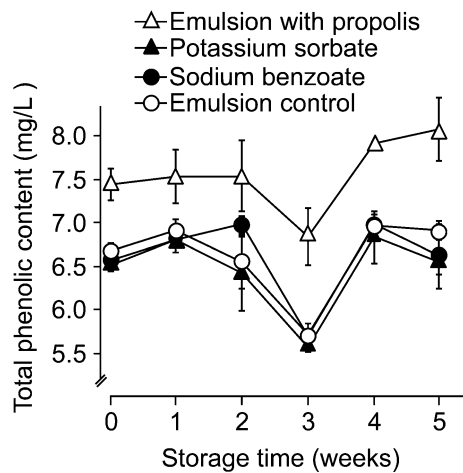 Emulsion with propolis
Potassium sorbate
Sodium benzoate
Emulsion control
Total phenolic content (mg/L)
8.0
7.5
7.0
6.5
6.0
5.5
0 1 2 3 4 5
Storage time (weeks)